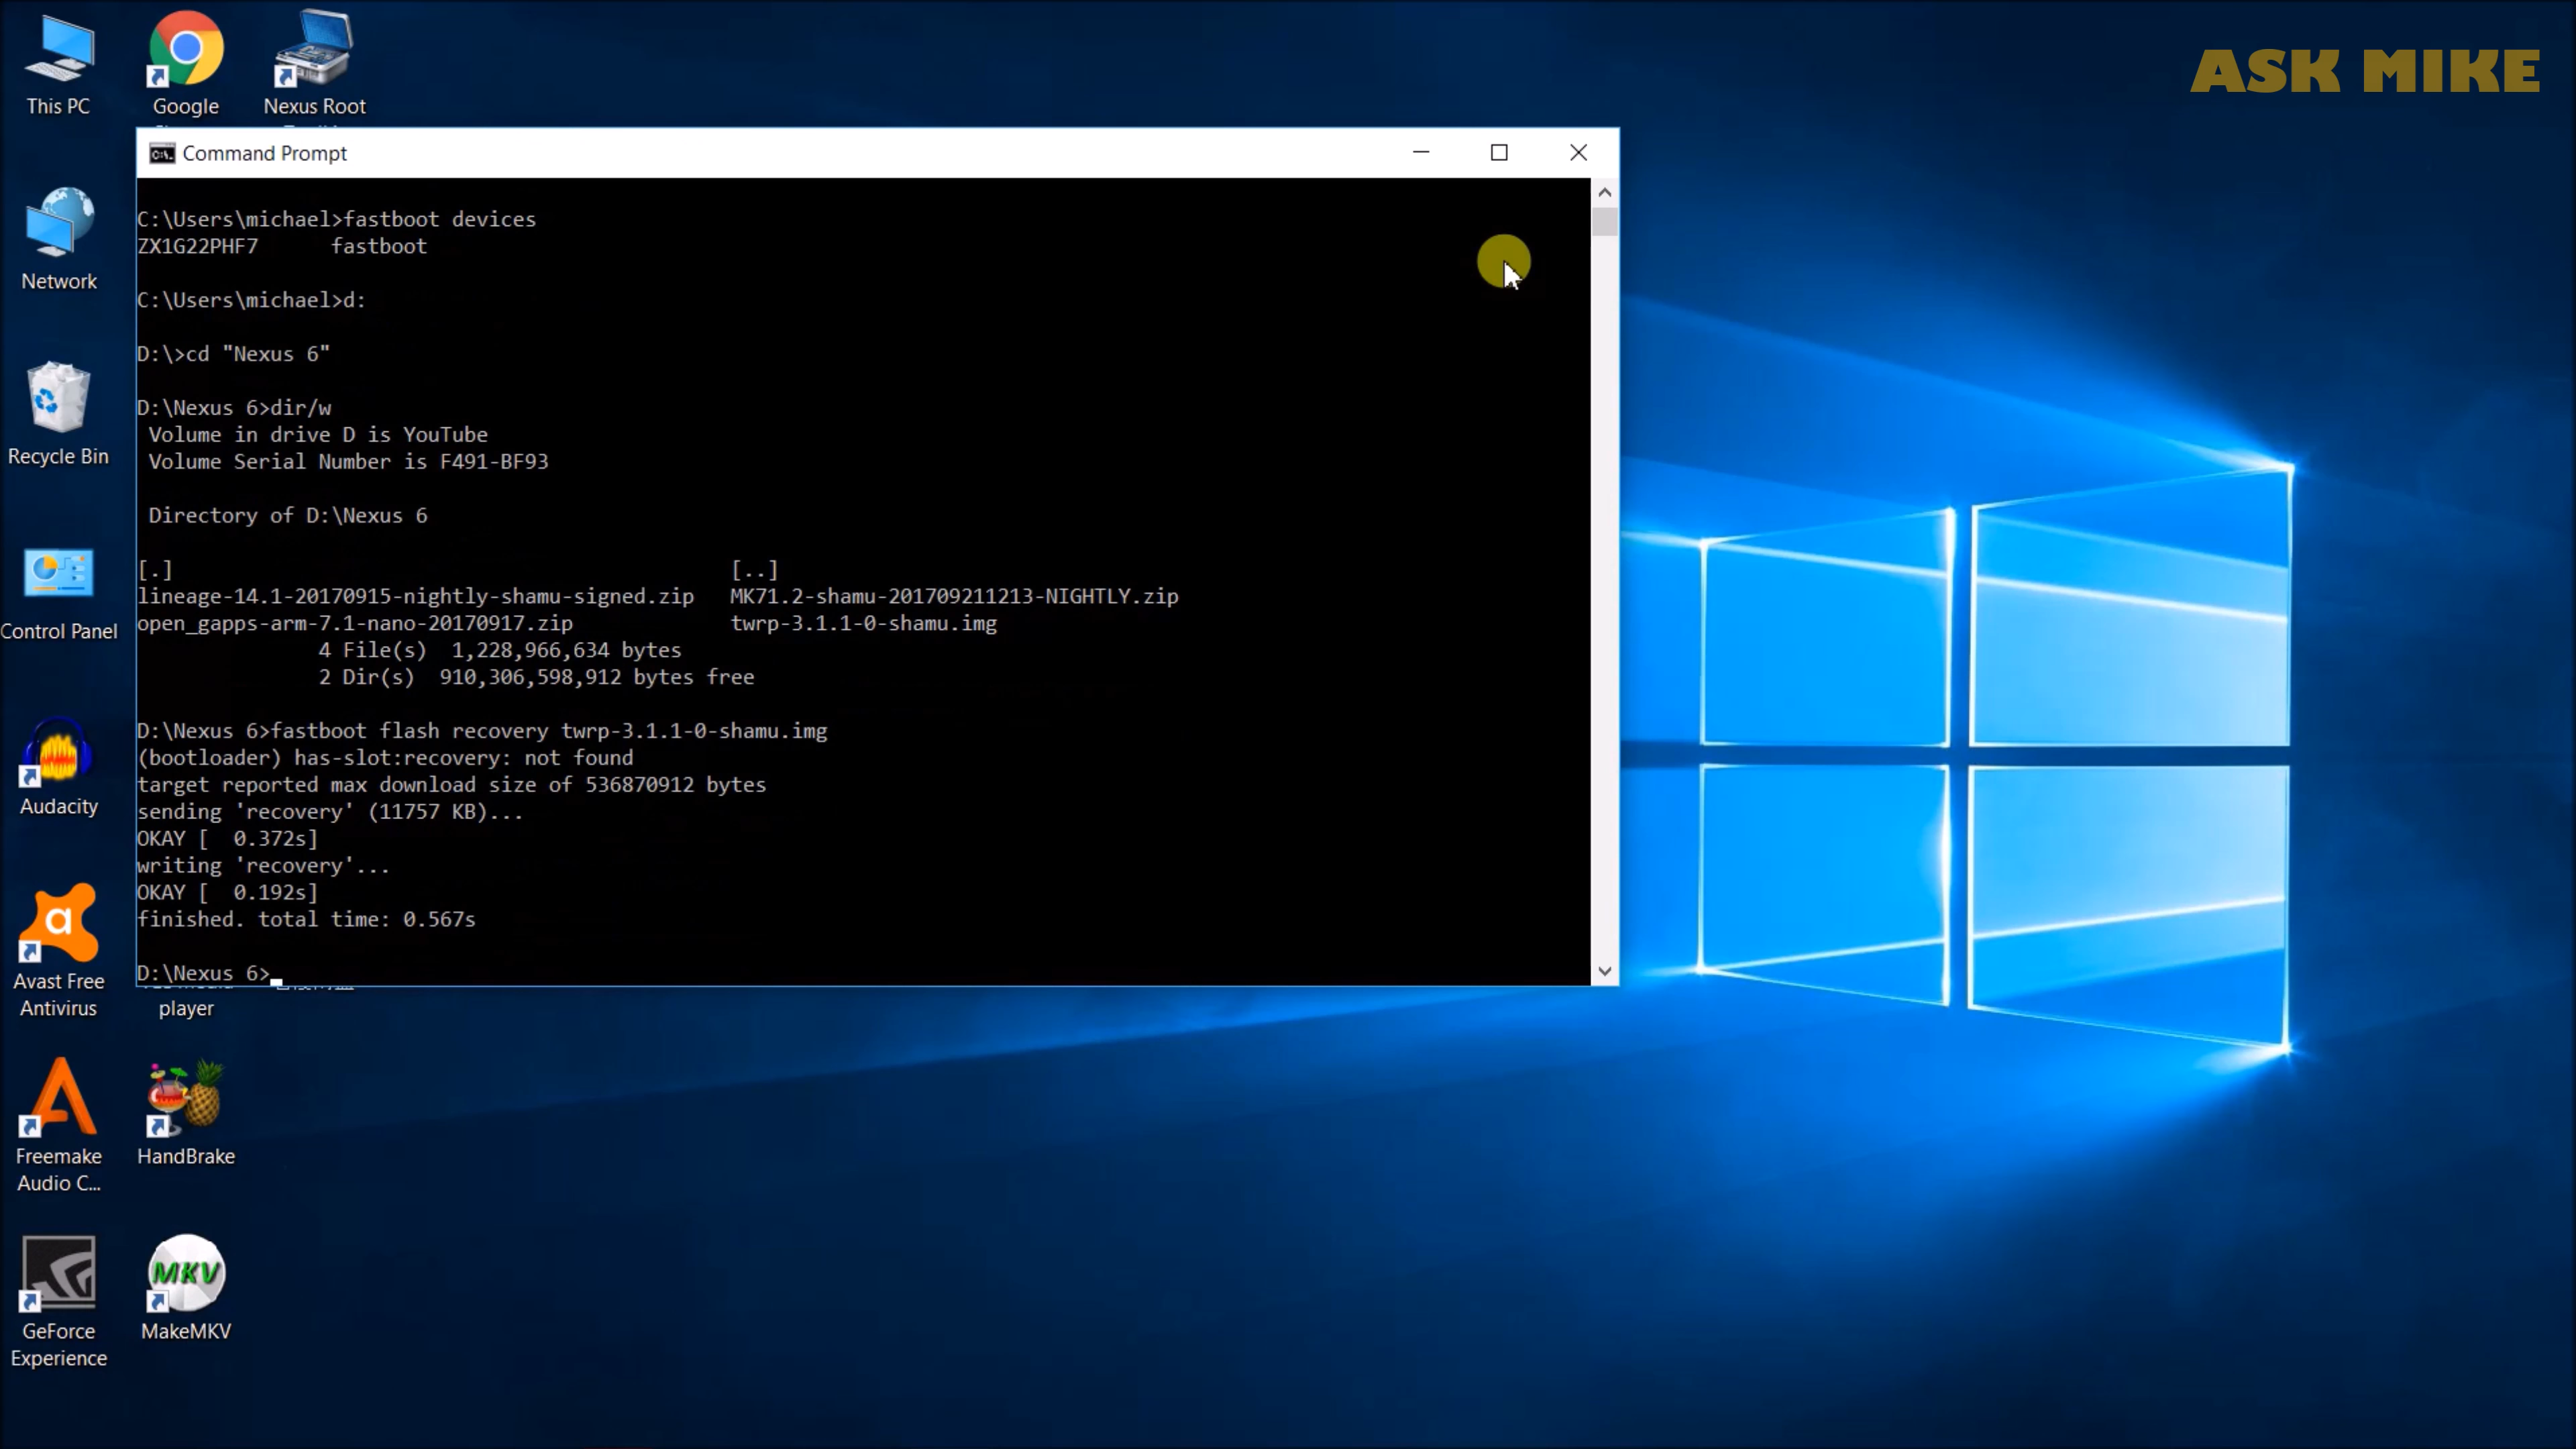 ASK MIKE
This PC
Google
Nexus Root
Command Prompt
C:\Users\michael>fastboot devices
ZX1G22PHF7      fastboot
C:\Users\michael>d:
D:\>cd "Nexus 6"
D:\Nexus 6>dir/w
Volume in drive D is YouTube
Volume Serial Number is F491-BF93
Directory of D:\Nexus 6
[.]   [..]
lineage-14.1-20170915-nightly-shamu-signed.zip   MK71.2-shamu-201709211213-NIGHTLY.zip
open_gapps-arm-7.1-nano-20170917.zip   twrp-3.1.1-0-shamu.img
4 File(s)  1,228,966,634 bytes
2 Dir(s)  910,306,598,912 bytes free
D:\Nexus 6>fastboot flash recovery twrp-3.1.1-0-shamu.img
(bootloader) has-slot:recovery: not found
target reported max download size of 536870912 bytes
sending 'recovery' (11757 KB)...
OKAY [  0.372s]
writing 'recovery'...
OKAY [  0.192s]
finished. total time: 0.567s
D:\Nexus 6>
Network
Recycle Bin
Control Panel
Audacity
a
Avast Free
Antivirus
player
Freemake
Audio C...
HandBrake
GeForce
Experience
MKV
MakeMKV